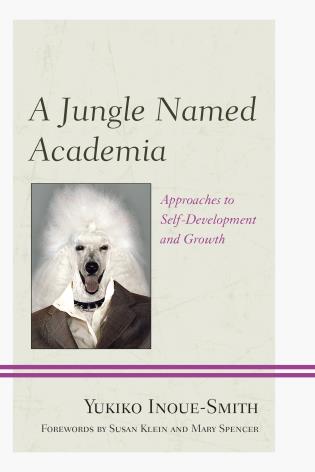 A Jungle Named
Academia
Approaches to
Self-Development
and Growth
Yukiko Inoue-Smith
Forewords by Susan Klein and Mary Spencer